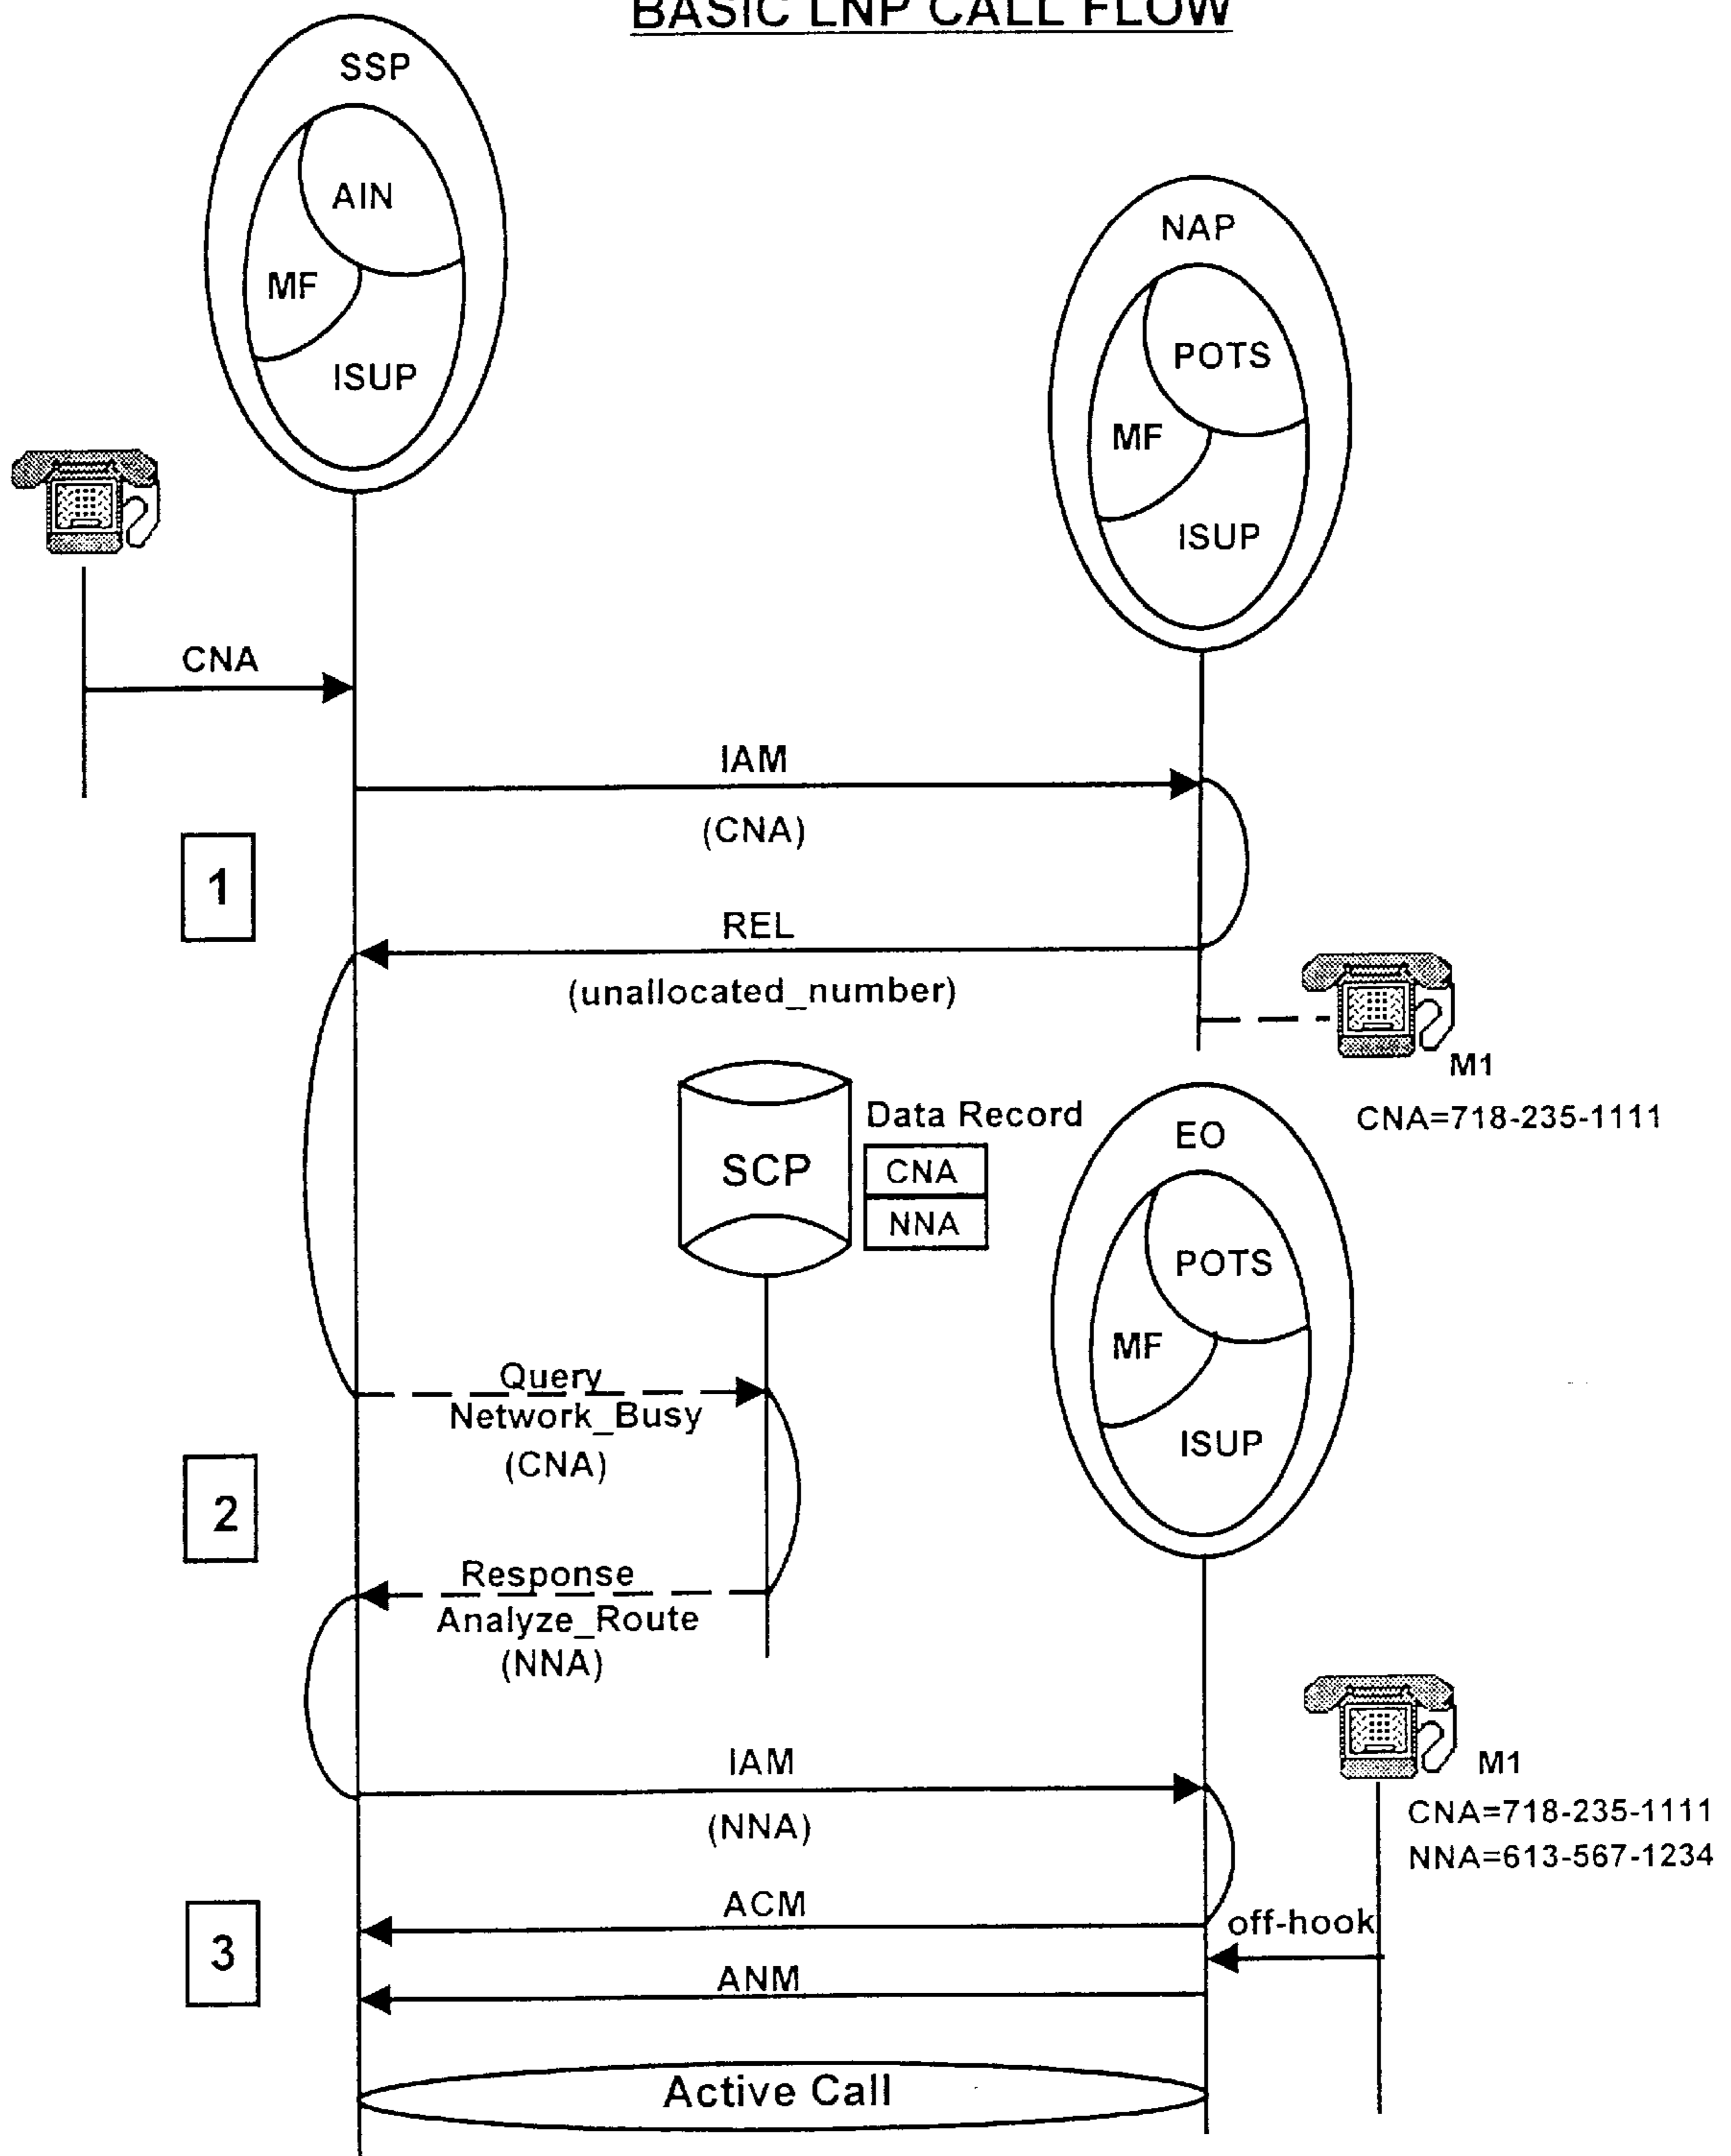 BASIC LNP CALL FLOW
SSP
AIN
MF
ISUP
NAP
POTS
MF
ISUP
CNA
IAM
(CNA)
1
REL
(unallocated_number)
M1
CNA=718-235-1111
SCP
Data Record
CNA
NNA
EO
POTS
MF
ISUP
Query
Network_Busy
(CNA)
2
Response
Analyze_Route
(NNA)
IAM
(NNA)
M1
CNA=718-235-1111
NNA=613-567-1234
ACM
off-hook
3
ANM
Active Call